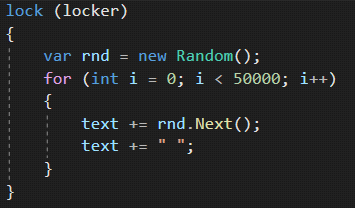 lock (locker)
{
var rnd = new Random();
for (int i = 0; i < 50000; i++)
{
text += rnd.Next();
text += " ";
}
}